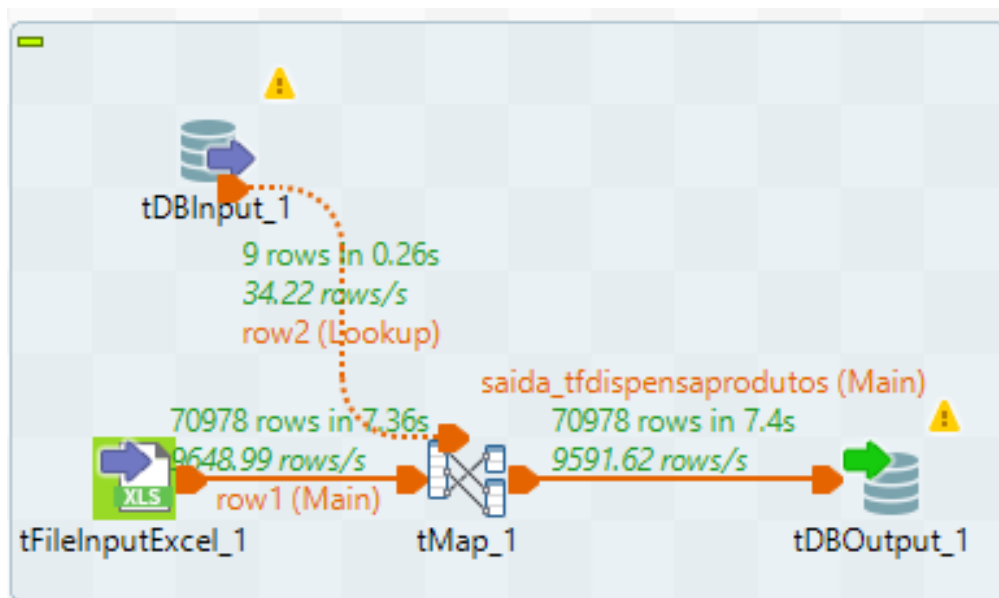 tDBInput_1
9 rows in 0.26s
34.22 rows/s
row2 (Lookup)
saida_tfdispensaprodutos (Main)
70978 rows in 7.36s
9648.99 rows/s
70978 rows in 7.4s
9591.62 rows/s
XLS
row1 (Main)
tFileInputExcel_1
tMap_1
tDBOutput_1